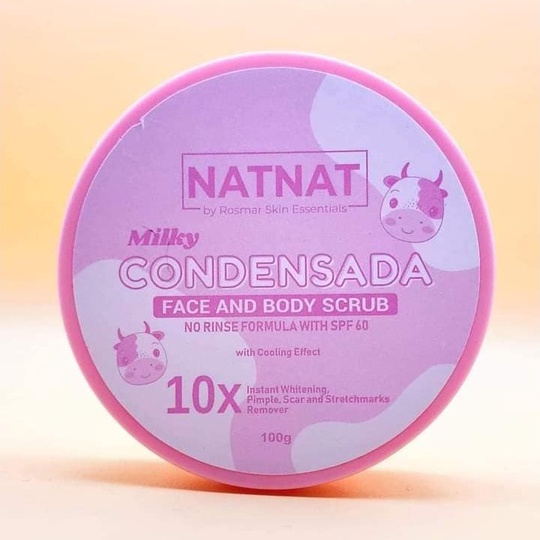 NATNAT
by Rosmar Skin Essentials
Milky
CONDENSADA
FACE AND BODY SCRUB
NO RINSE FORMULA WITH SPF 60
with Cooling Effect
10x
Instant Whitening,
Pimple, Scar and Stretchmarks
Remover
100g